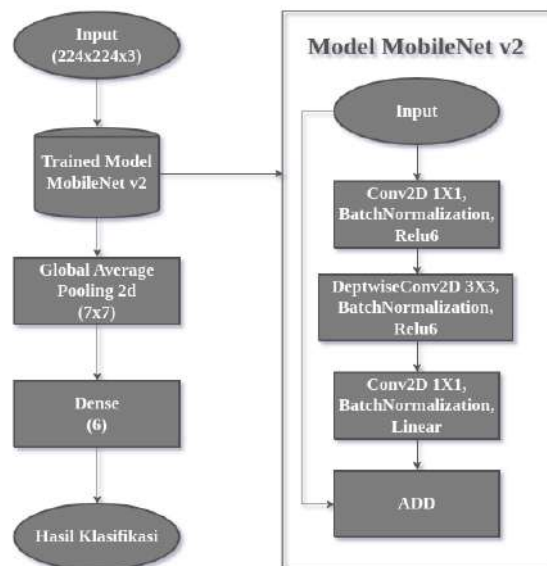 Input
(224x224x3)
Trained Model
MobileNet v2
Global Average
Pooling 2d
(7x7)
Dense
(6)
Hasil Klasifikasi
Model MobileNet v2
Input
Conv2D 1X1,
BatchNormalization,
Relu6
DeptwiseConv2D 3X3,
BatchNormalization,
Relu6
Conv2D 1X1,
BatchNormalization,
Linear
ADD